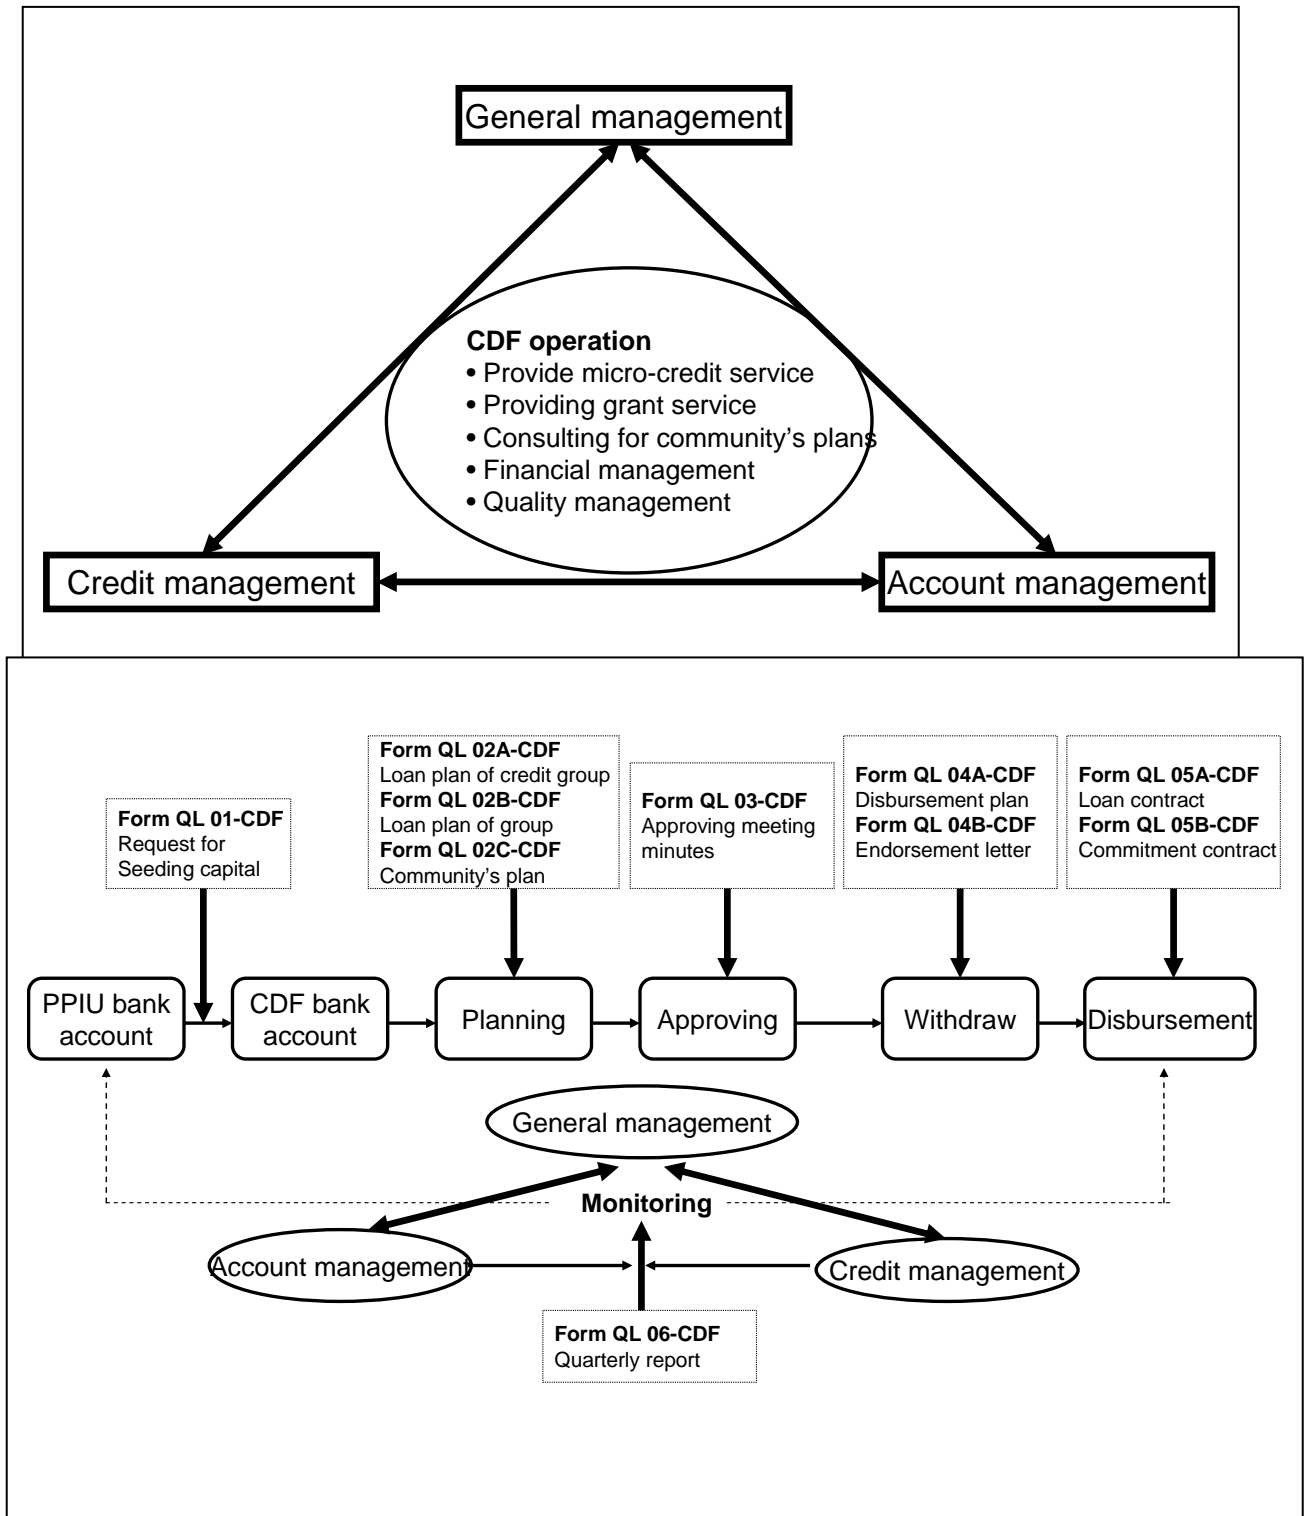 General management
CDF operation
• Provide micro-credit service
• Providing grant service
• Consulting for community’s plans
• Financial management
• Quality management
Credit management
Account management
Form QL 01-CDF
Request for
Seeding capital
Form QL 02A-CDF
Loan plan of credit group
Form QL 02B-CDF
Loan plan of group
Form QL 02C-CDF
Community’s plan
Form QL 03-CDF
Approving meeting
minutes
Form QL 04A-CDF
Disbursement plan
Form QL 04B-CDF
Endorsement letter
Form QL 05A-CDF
Loan contract
Form QL 05B-CDF
Commitment contract
PPIU bank
account
CDF bank
account
Planning
Approving
Withdraw
Disbursement
General management
Monitoring
Account management
Credit management
Form QL 06-CDF
Quarterly report